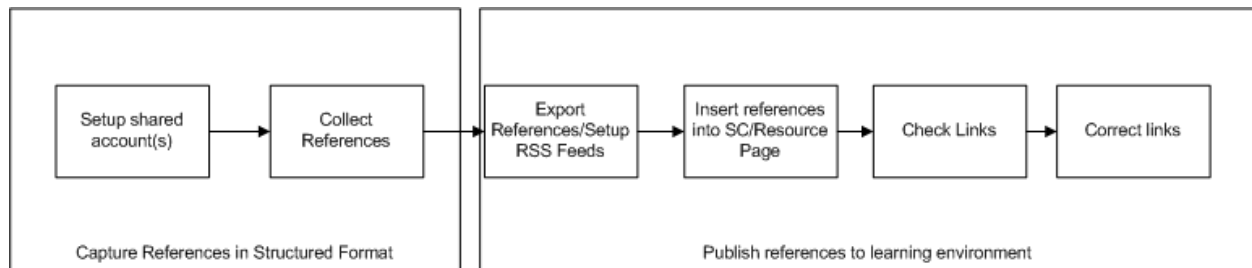 Setup shared
account(s)
Collect
References
Export
References/Setup
RSS Feeds
Insert references
into SC/Resource
Page
Check Links
Correct links
Capture References in Structured Format
Publish references to learning environment